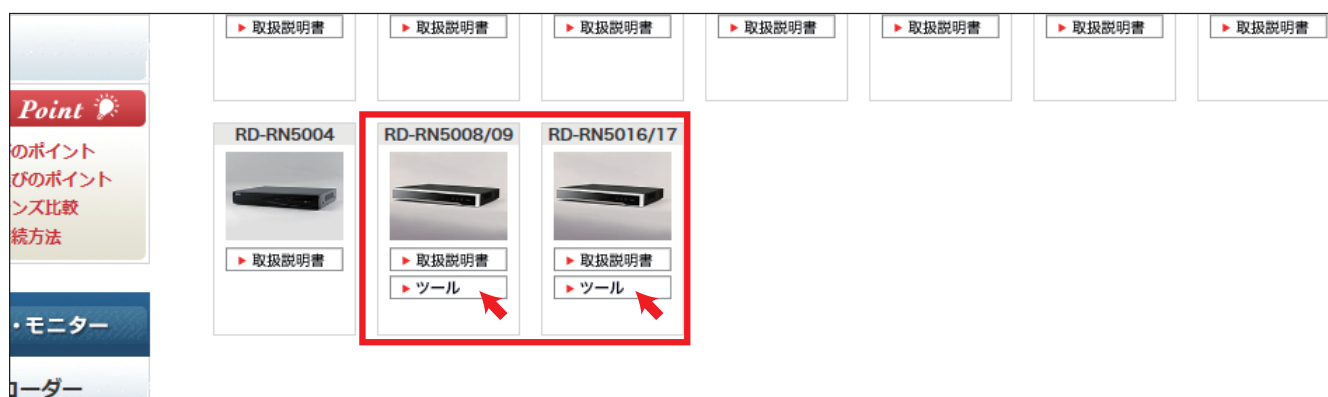 取扱説明書
取扱説明書
取扱説明書
取扱説明書
取扱説明書
取扱説明書
取扱説明書
Point
のポイント
びのポイント
ンズ比較
続方法
RD-RN5004
取扱説明書
RD-RN5008/09
取扱説明書
ツール
RD-RN5016/17
取扱説明書
ツール
・モニター
コーダー